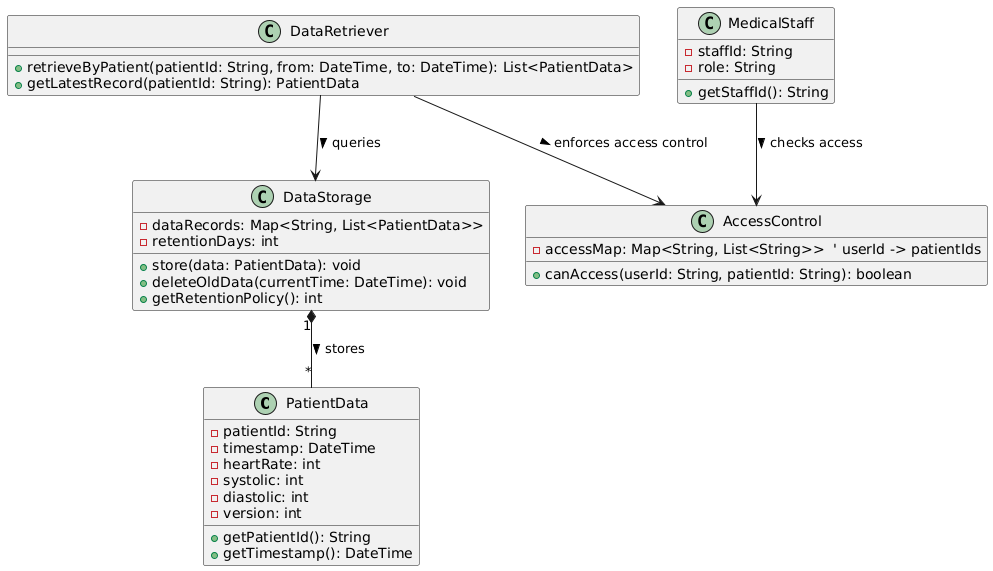 C DataRetriever
retrieveByPatient(patientId: String, from: DateTime, to: DateTime): List<PatientData>
getLatestRecord(patientId: String): PatientData
C MedicalStaff
staffId: String
role: String
getStaffId(): String
queries
enforces access control
checks access
C DataStorage
dataRecords: Map<String, List<PatientData>>
retentionDays: int
store(data: PatientData): void
deleteOldData(currentTime: DateTime): void
getRetentionPolicy(): int
C AccessControl
accessMap: Map<String, List<String>>  ' userId -> patientIds
canAccess(userId: String, patientId: String): boolean
1
stores
*
C PatientData
patientId: String
timestamp: DateTime
heartRate: int
systolic: int
diastolic: int
version: int
getPatientId(): String
getTimestamp(): DateTime